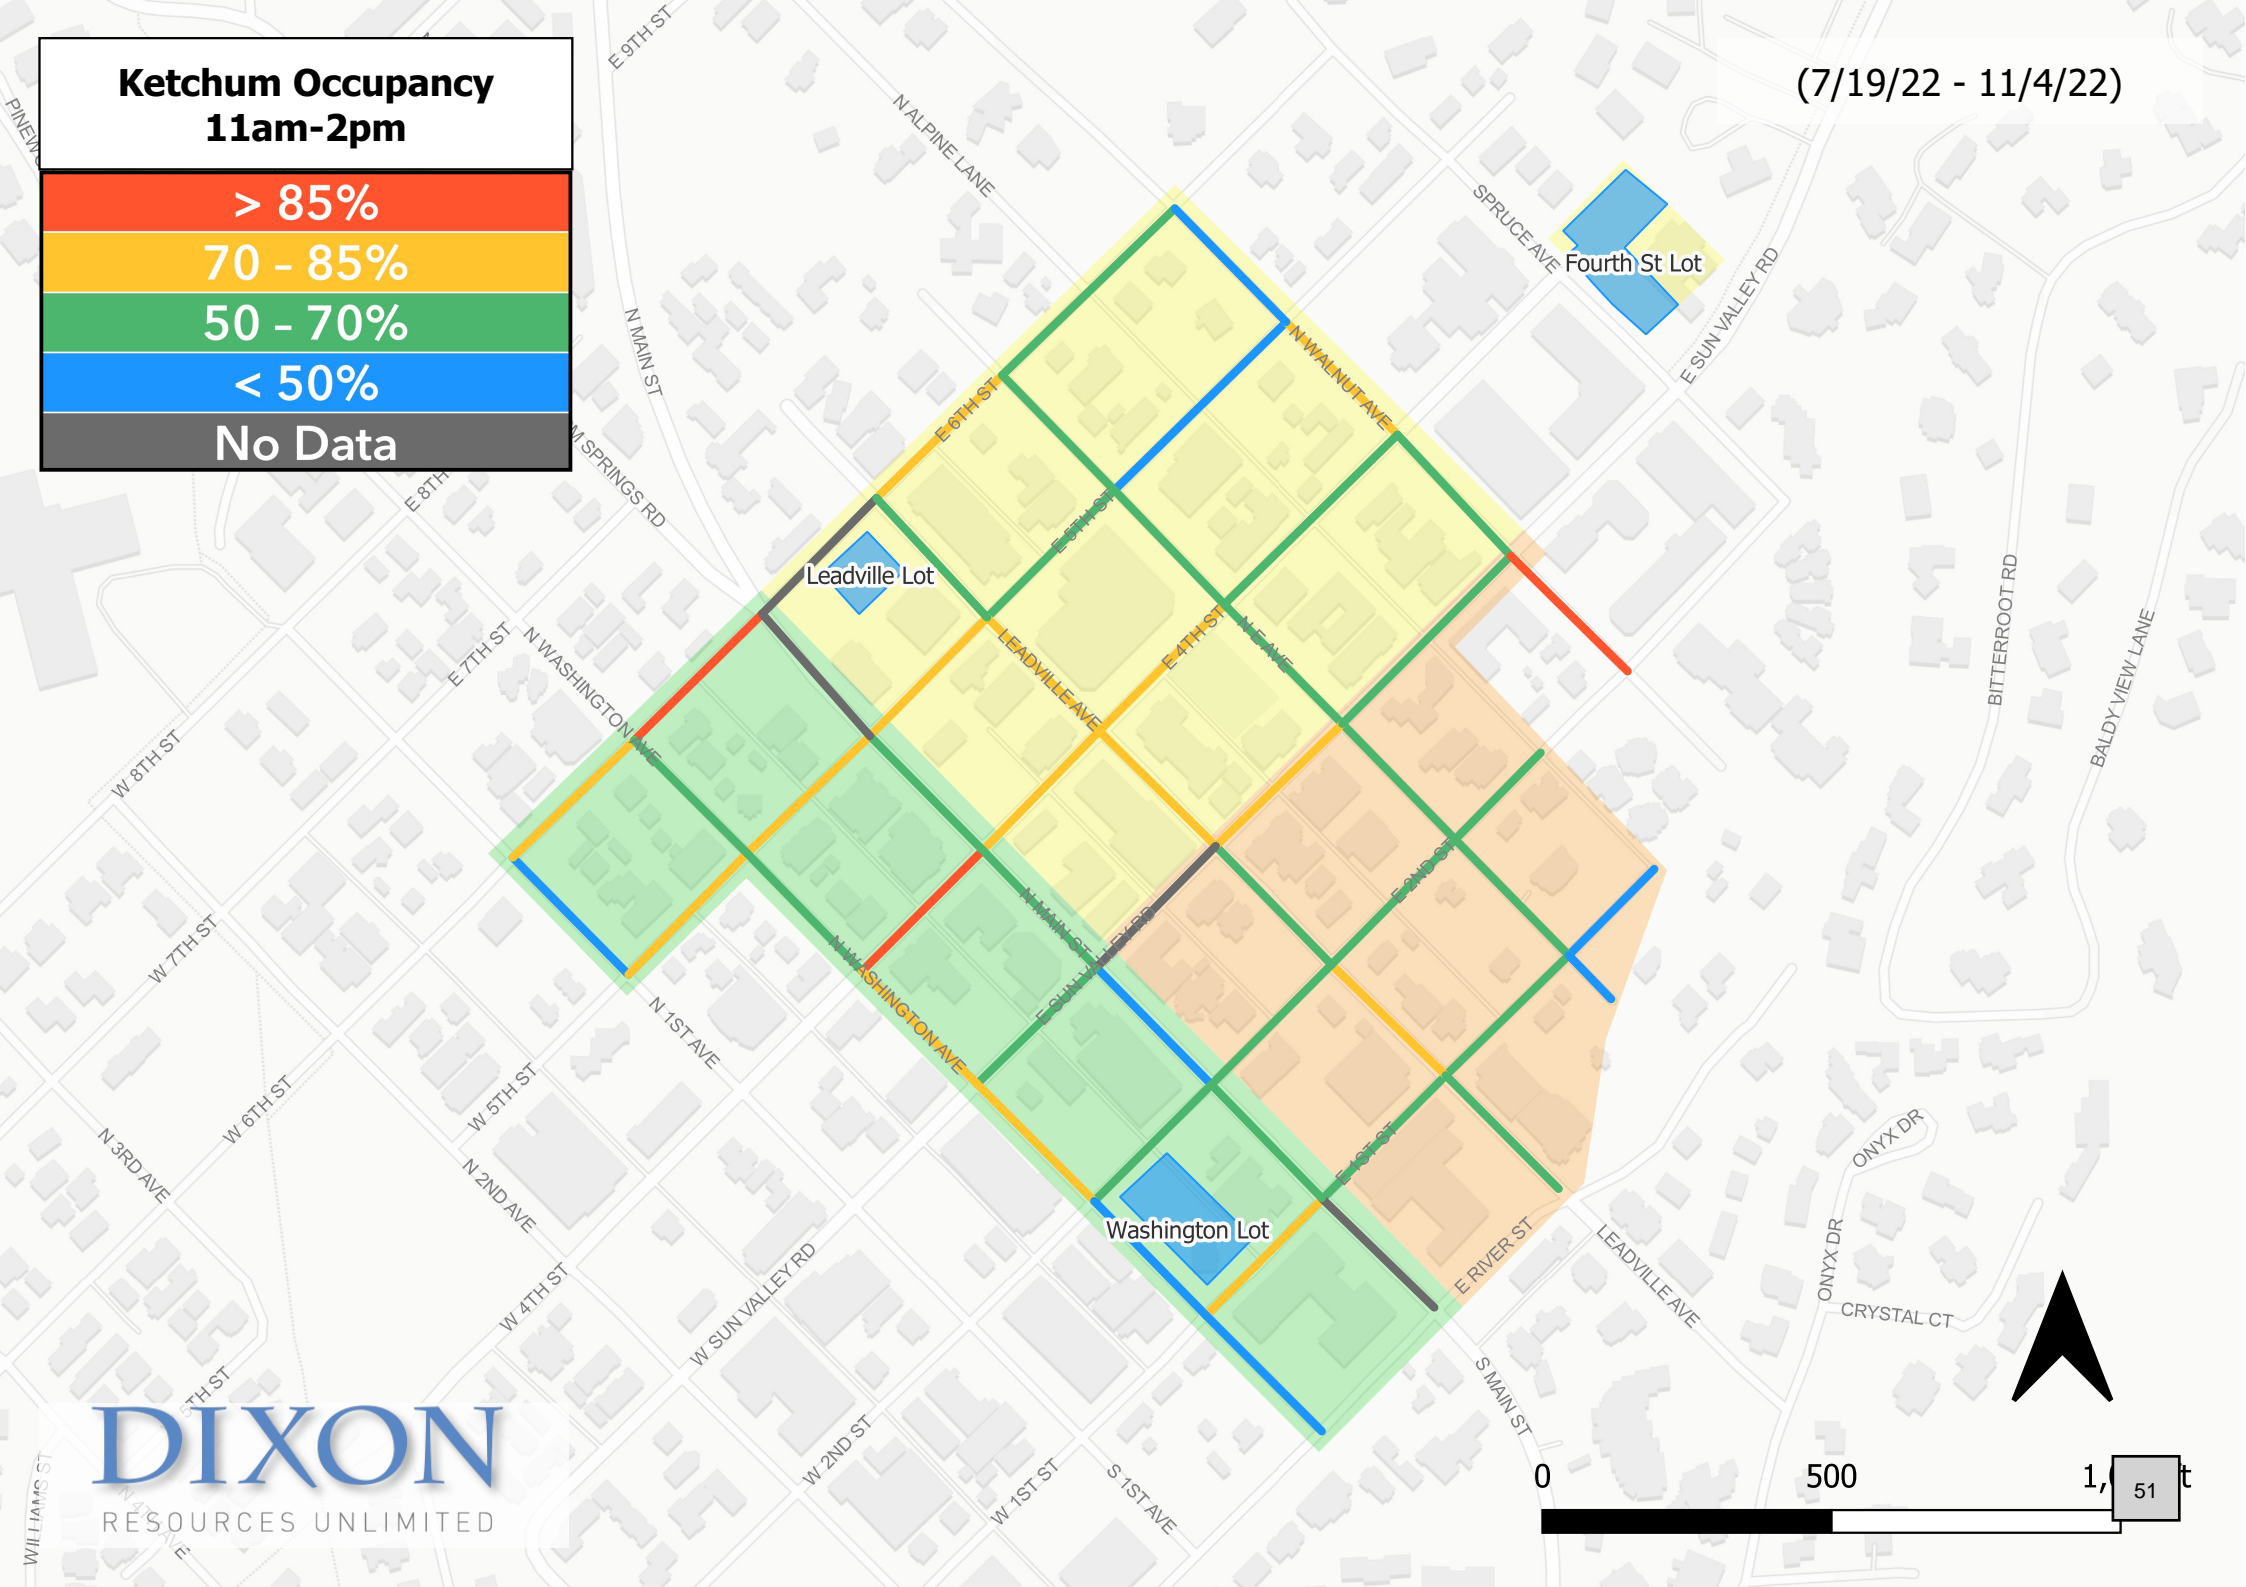 Ketchum Occupancy
11am-2pm
> 85%
70 - 85%
50 - 70%
< 50%
No Data
(7/19/22 - 11/4/22)
E 9TH ST
N ALPINE LANE
SPRUCE AVE
Fourth St Lot
E SUN VALLEY RD
N MAIN ST
N WALNUT AVE
E 6TH ST
M SPRINGS RD
E 8TH
E 5TH ST
Leadville Lot
BITTERROOT RD
BALDY VIEW LANE
E 7TH ST
N WASHINGTON AVE
LEADVILLE AVE
E 4TH ST
N E AVE
W 8TH ST
E 2ND ST
N MAIN ST
E SUN VALLEY RD
W 7TH ST
N WASHINGTON AVE
N 1ST AVE
W 5TH ST
W 6TH ST
N 3RD AVE
N 2ND AVE
E 1ST ST
ONYX DR
Washington Lot
E RIVER ST
LEADVILLE AVE
ONYX DR
CRYSTAL CT
W 4TH ST
W SUN VALLEY RD
S MAIN ST
5TH ST
W 2ND ST
W 1ST ST
S 1ST AVE
WILLIAMS ST
N 4TH AVE
DIXON
RESOURCES UNLIMITED
0 500 1, t
51